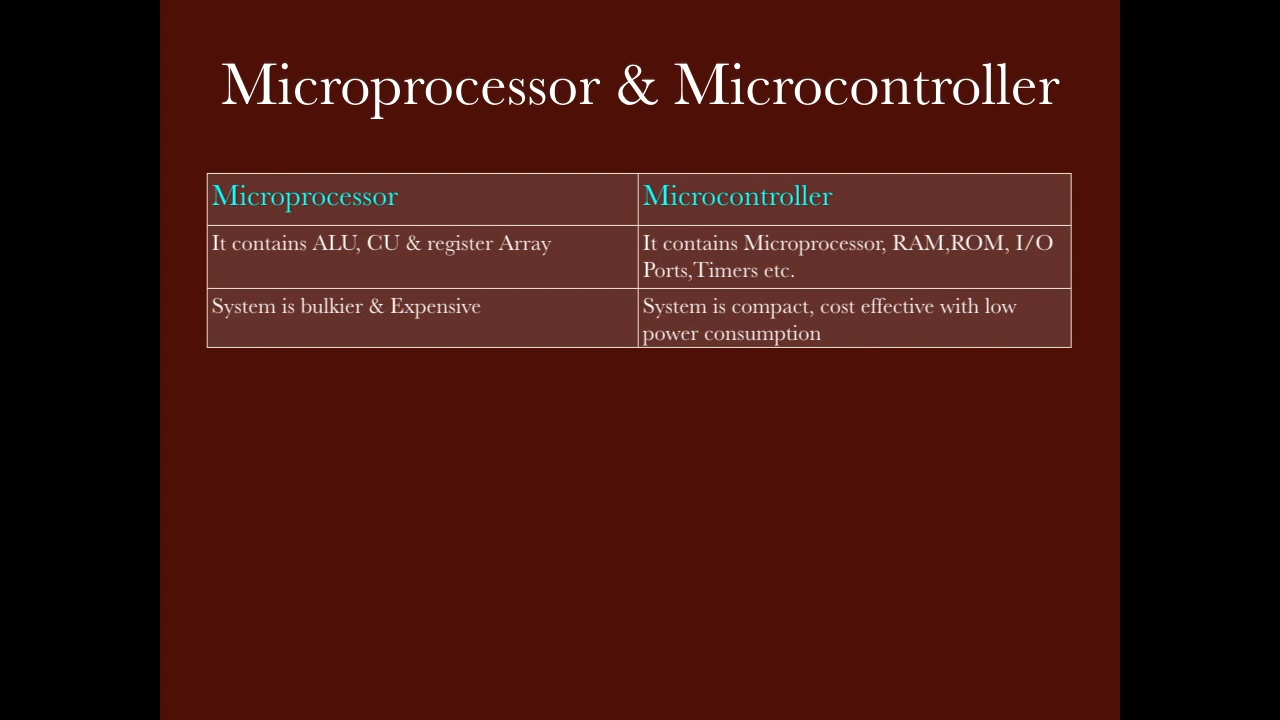 Microprocessor & Microcontroller
Microprocessor
Microcontroller
It contains ALU, CU & register Array
It contains Microprocessor, RAM,ROM, I/O
Ports,Timers etc.
System is bulkier & Expensive
System is compact, cost effective with low
power consumption